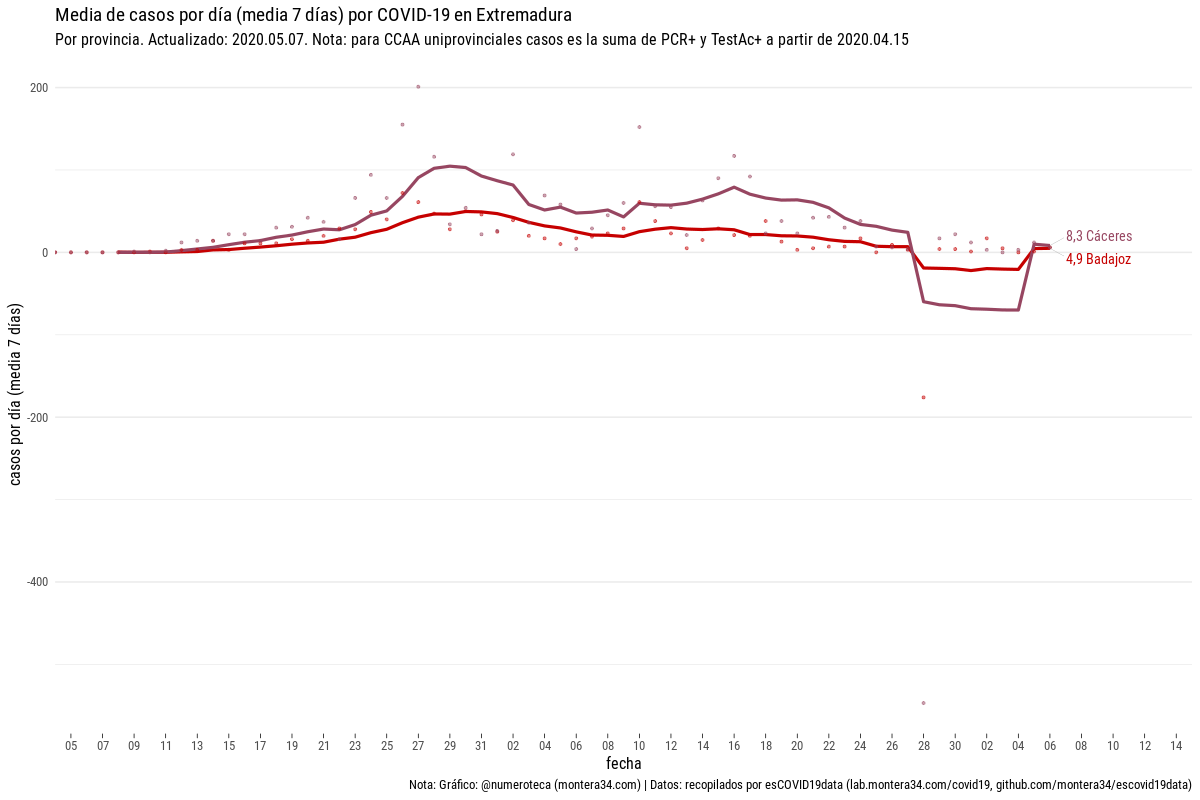 Media de casos por día (media 7 días) por COVID-19 en Extremadura
Por provincia. Actualizado: 2020.05.07. Nota: para CCAA uniprovinciales casos es la suma de PCR+ y TestAc+ a partir de 2020.04.15
casos por día (media 7 días)
200
0
-200
-400
8,3 Cáceres
4,9 Badajoz
05 07 09 11 13 15 17 19 21 23 25 27 29 31 02 04 06 08 10 12 14 16 18 20 22 24 26 28 30 02 04 06 08 10 12 14
fecha
Nota: Gráfico: @numeroteca (montera34.com) | Datos: recopilados por esCOVID19data (lab.montera34.com/covid19, github.com/montera34/escovid19data)